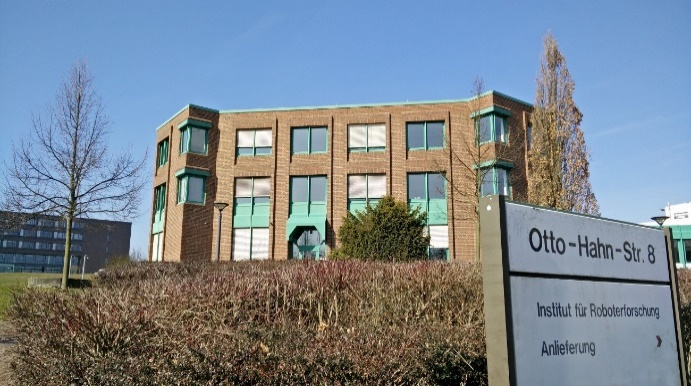 Otto-Hahn-Str. 8
Institut für Roboterforschung
Anlieferung